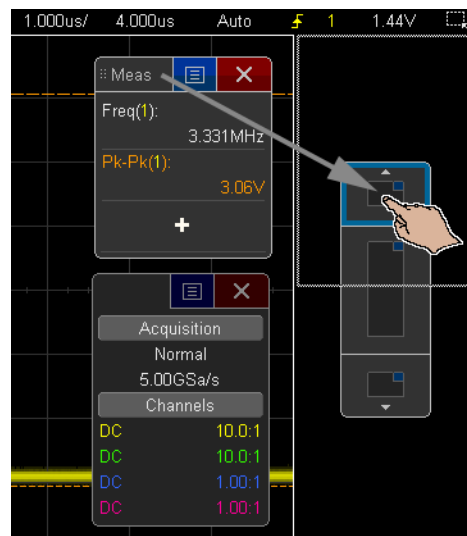 1.000us/ 4.000us Auto 1 1.44V
Meas
Freq(1):
3.331MHz
Pk-Pk(1):
3.06V
+
Acquisition
Normal
5.00GSa/s
Channels
DC 10.0:1
DC 10.0:1
DC 1.00:1
DC 1.00:1